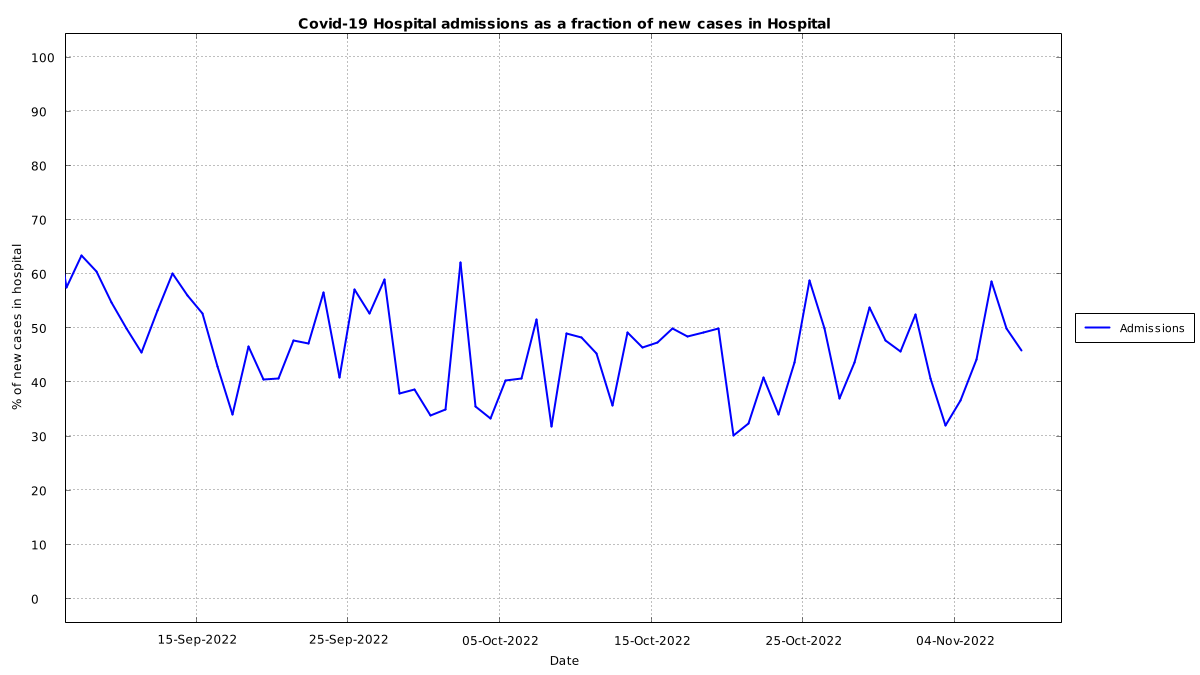 Covid-19 Hospital admissions as a fraction of new cases in Hospital
100
90
80
70
60
50
40
30
20
10
0
% of new cases in hospital
15-Sep-2022
25-Sep-2022
05-Oct-2022
15-Oct-2022
25-Oct-2022
04-Nov-2022
Date
Admissions